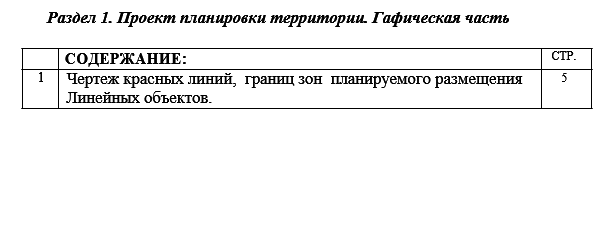 Раздел 1. Проект планировки территории. Гафическая часть
СОДЕРЖАНИЕ: СТР.
1 Чертеж красных линий, границ зон планируемого размещения 5
Линейных объектов.